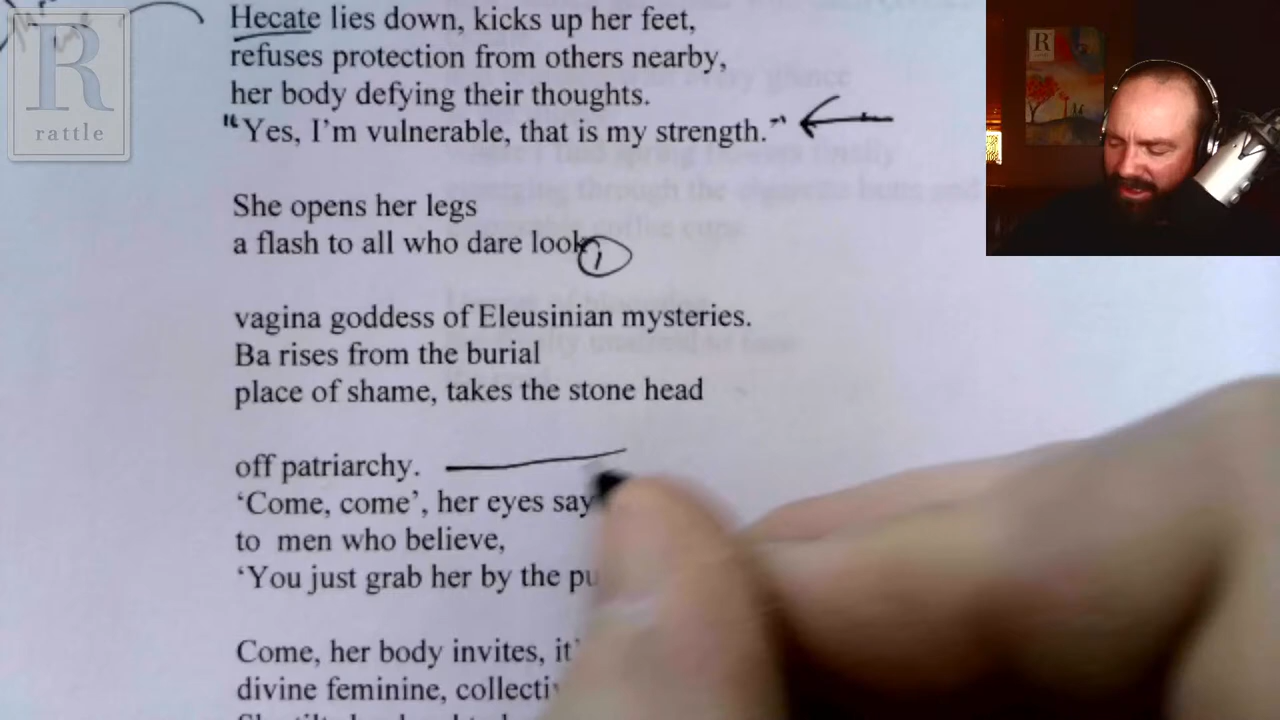 R
rattle
Hecate lies down, kicks up her feet,
refuses protection from others nearby,
her body defying their thoughts.
"Yes, I'm vulnerable, that is my strength."
She opens her legs
a flash to all who dare look,
vagina goddess of Eleusinian mysteries.
Ba rises from the burial
place of shame, takes the stone head
off patriarchy.
‘Come, come’, her eyes say
to men who believe,
‘You just grab her by the
Come, her body invites,
divine feminine,